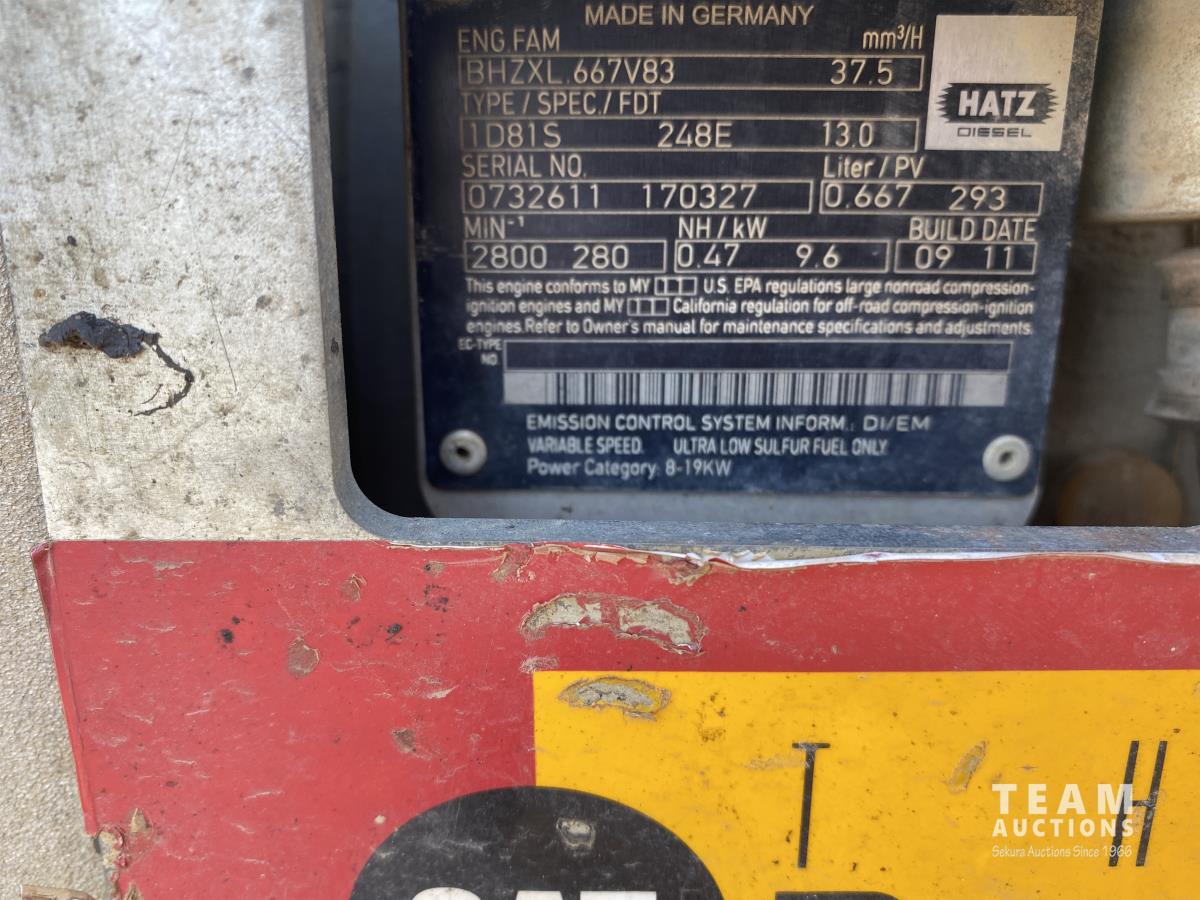 MADE IN GERMANY
ENG.FAM mm³/H
BHZXL.667V83 37.5
HATZ
DIESEL
TYPE / SPEC./ FDT
1D81S 248E 13.0
SERIAL NO. Liter / PV
0732611 170327 0.667 293
MIN-¹ NH / kW BUILD DATE
2800 280 0.47 9.6 09 11
This engine conforms to MY □□□ U.S. EPA regulations large nonroad compression-
ignition engines and MY □□□ California regulation for off-road compression-ignition
engines.Refer to Owner's manual for maintenance specifications and adjustments.
EC-TYPE
NO
EMISSION CONTROL SYSTEM INFORM.: DI/EM
VARIABLE SPEED. ULTRA LOW SULFUR FUEL ONLY
Power Category: 8-19KW
T H
TEAM
AUCTIONS
Sekura Auctions Since 1966